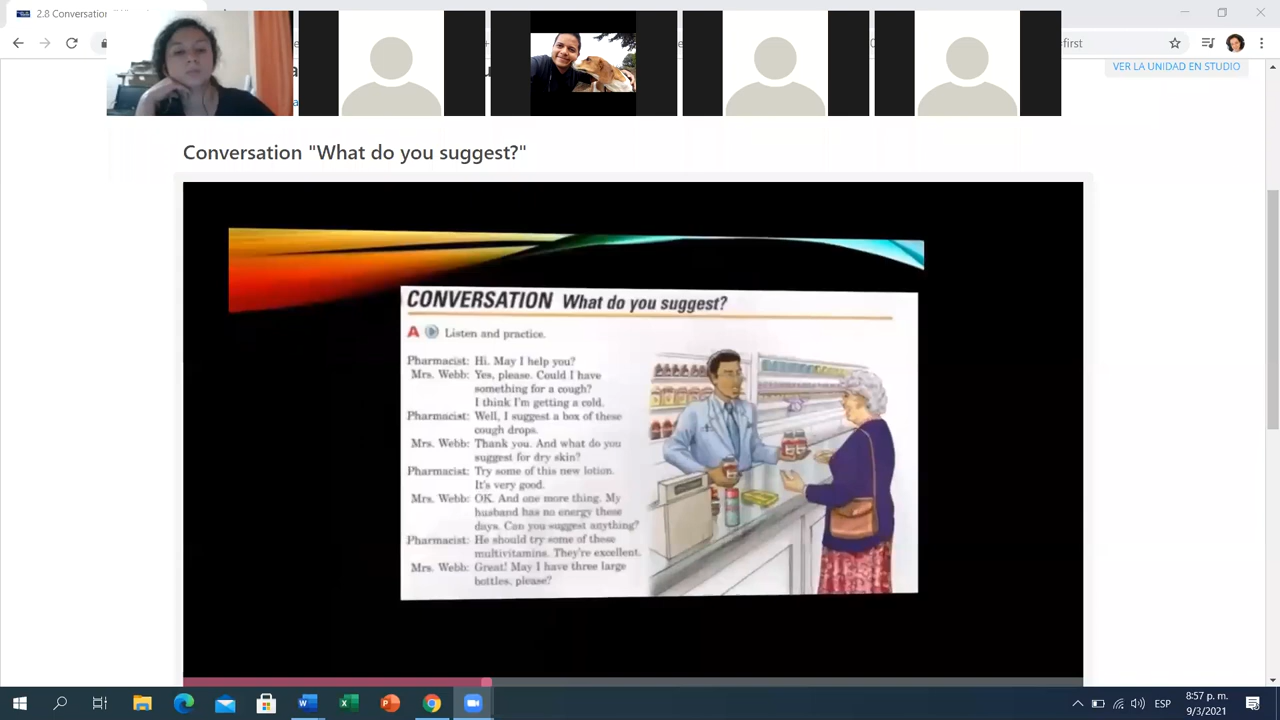 2.8 Conversation "W
first
VER LA UNIDAD EN STUDIO
Conversation "What do you suggest?"
CONVERSATION What do you suggest?
A Listen and practice.
Pharmacist: Hi. May I help you?
Mrs. Webb: Yes, please. Could I have
something for a cough?
I think I'm getting a cold.
Pharmacist: Well, I suggest a box of these
cough drops.
Mrs. Webb: Thank you. And what do you
suggest for dry skin?
Pharmacist: Try some of this new lotion.
It's very good.
Mrs. Webb: OK. And one more thing. My
husband has no energy these
days. Can you suggest anything?
Pharmacist: He should try some of these
multivitamins. They're excellent.
Mrs. Webb: Great! May I have three large
bottles, please?
ESP
8:57 p. m.
9/3/2021